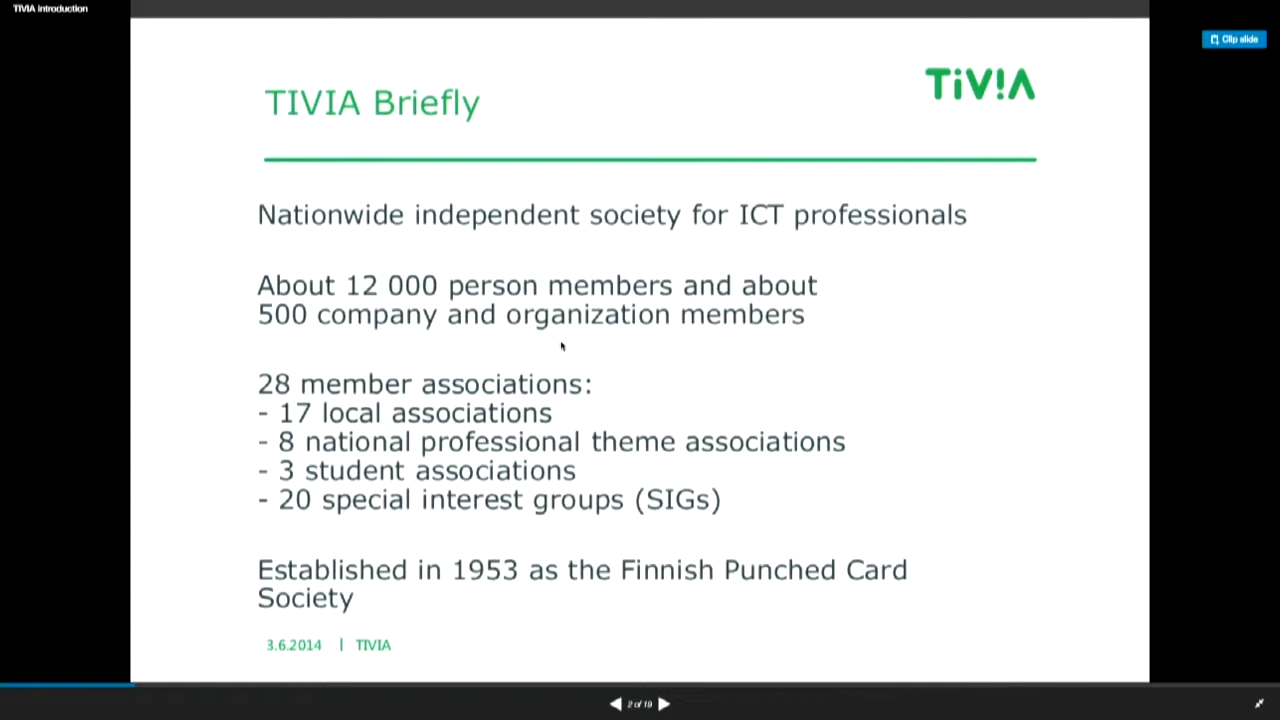 TIVIA introduction
Clip slide
TiV!A
TIVIA Briefly
Nationwide independent society for ICT professionals
About 12 000 person members and about
500 company and organization members
28 member associations:
- 17 local associations
- 8 national professional theme associations
- 3 student associations
- 20 special interest groups (SIGs)
Established in 1953 as the Finnish Punched Card
Society
3.6.2014 | TIVIA
2 of 19